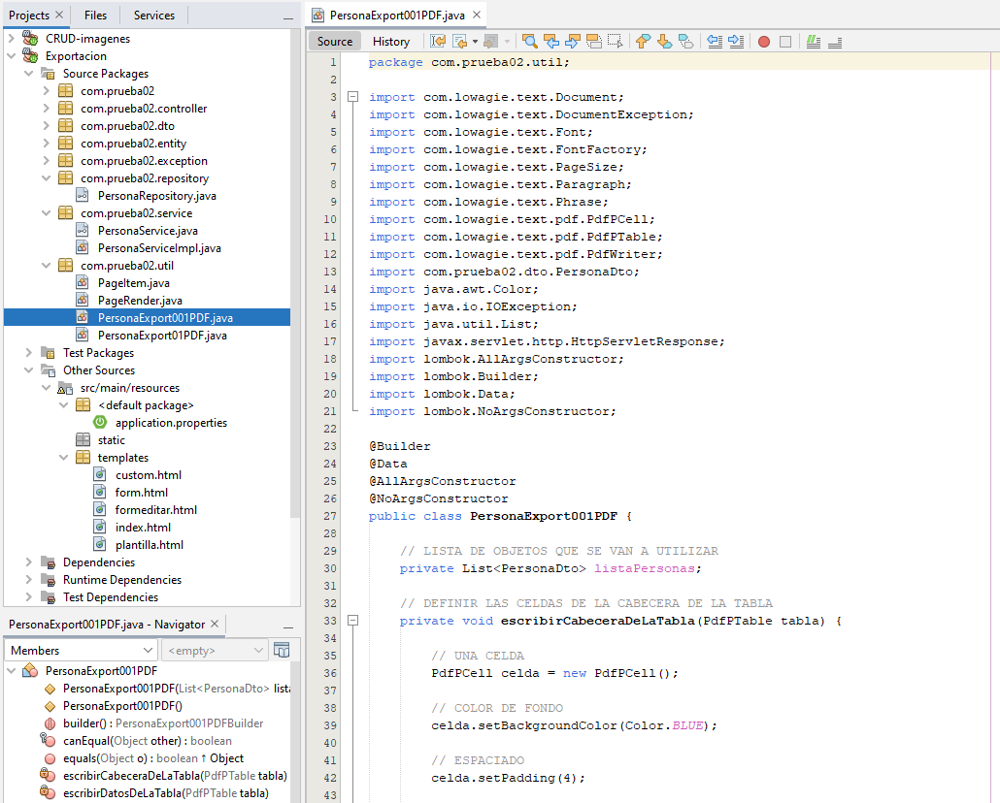 Projects
Files
Services
CRUD-imagenes
Exportacion
Source Packages
com.prueba02
com.prueba02.controller
com.prueba02.dto
com.prueba02.entity
com.prueba02.exception
com.prueba02.repository
PersonaRepository.java
com.prueba02.service
PersonaService.java
PersonaServiceImpl.java
com.prueba02.util
PageItem.java
PageRender.java
PersonaExport001PDF.java
PersonaExport01PDF.java
Test Packages
Other Sources
src/main/resources
<default package>
application.properties
static
templates
custom.html
form.html
formeditar.html
index.html
plantilla.html
Dependencies
Runtime Dependencies
Test Dependencies
PersonaExport001PDF.java - Navigator
Members
<empty>
PersonaExport001PDF
PersonaExport001PDF(List<PersonaDto> lista
PersonaExport001PDF()
builder() : PersonaExport001PDFBuilder
canEqual(Object other) : boolean
equals(Object o) : boolean ↑ Object
escribirCabeceraDeLaTabla(PdfPTable tabla)
escribirDatosDeLaTabla(PdfPTable tabla)
PersonaExport001PDF.java
Source
History
1 package com.prueba02.util;
2
3 import com.lowagie.text.Document;
4 import com.lowagie.text.DocumentException;
5 import com.lowagie.text.Font;
6 import com.lowagie.text.FontFactory;
7 import com.lowagie.text.PageSize;
8 import com.lowagie.text.Paragraph;
9 import com.lowagie.text.Phrase;
10 import com.lowagie.text.pdf.PdfPCell;
11 import com.lowagie.text.pdf.PdfPTable;
12 import com.lowagie.text.pdf.PdfWriter;
13 import com.prueba02.dto.PersonaDto;
14 import java.awt.Color;
15 import java.io.IOException;
16 import java.util.List;
17 import javax.servlet.http.HttpServletResponse;
18 import lombok.AllArgsConstructor;
19 import lombok.Builder;
20 import lombok.Data;
21 import lombok.NoArgsConstructor;
22
23 @Builder
24 @Data
25 @AllArgsConstructor
26 @NoArgsConstructor
27 public class PersonaExport001PDF {
28
29 // LISTA DE OBJETOS QUE SE VAN A UTILIZAR
30 private List<PersonaDto> listaPersonas;
31
32 // DEFINIR LAS CELDAS DE LA CABECERA DE LA TABLA
33 private void escribirCabeceraDeLaTabla(PdfPTable tabla) {
34
35 // UNA CELDA
36 PdfPCell celda = new PdfPCell();
37
38 // COLOR DE FONDO
39 celda.setBackgroundColor(Color.BLUE);
40
41 // ESPACIADO
42 celda.setPadding(4);
43